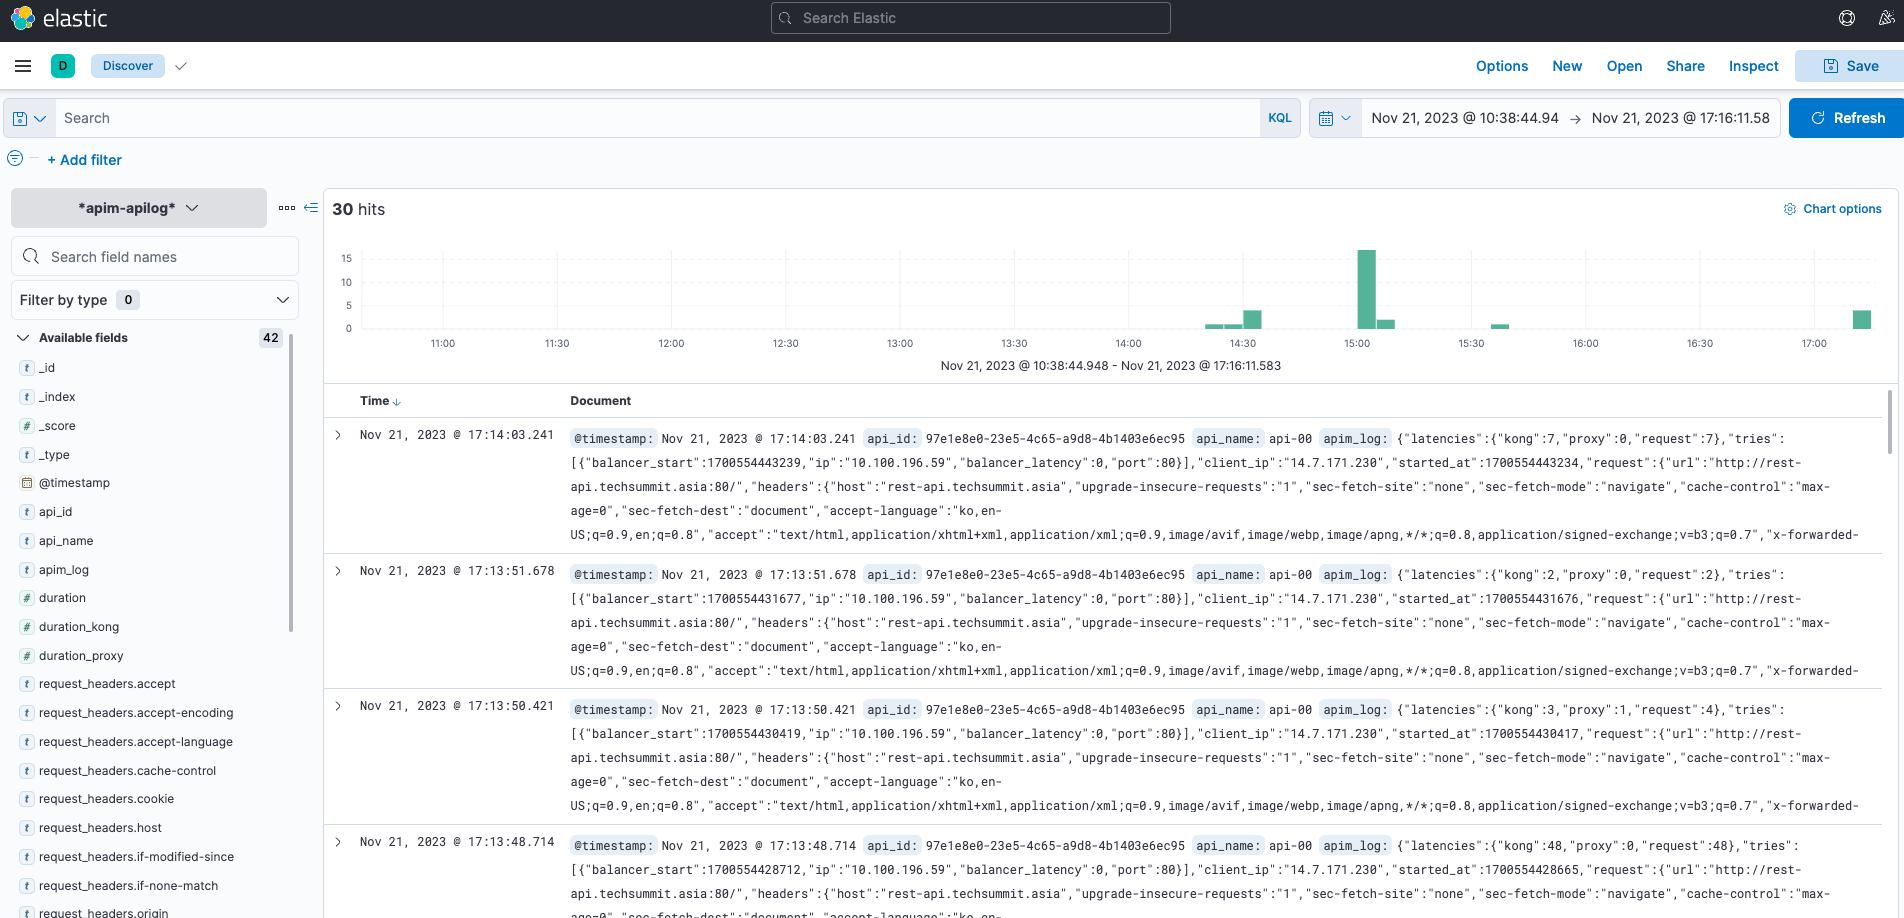 elastic
Search Elastic
D
Discover
Options
New
Open
Share
Inspect
Save
Search
KQL
Nov 21, 2023 @ 10:38:44.94 → Nov 21, 2023 @ 17:16:11.58
Refresh
+ Add filter
*apim-apilog*
Search field names
Filter by type 0
Available fields 42
t _id
t _index
# _score
t _type
@timestamp
t api_id
t api_name
t apim_log
# duration
# duration_kong
# duration_proxy
t request_headers.accept
t request_headers.accept-encoding
t request_headers.accept-language
t request_headers.cache-control
t request_headers.cookie
t request_headers.host
t request_headers.if-modified-since
t request_headers.if-none-match
t request_headers.origin
30 hits
Chart options
15
10
5
0
11:00 11:30 12:00 12:30 13:00 13:30 14:00 14:30 15:00 15:30 16:00 16:30 17:00
Nov 21, 2023 @ 10:38:44.948 - Nov 21, 2023 @ 17:16:11.583
Time ↓ Document
Nov 21, 2023 @ 17:14:03.241
@timestamp: Nov 21, 2023 @ 17:14:03.241 api_id: 97e1e8e0-23e5-4c65-a9d8-4b1403e6ec95 api_name: api-00 apim_log: {"latencies":{"kong":7,"proxy":0,"request":7},"tries":
[{"balancer_start":1700554443239,"ip":"10.100.196.59","balancer_latency":0,"port":80}],"client_ip":"14.7.171.230","started_at":1700554443234,"request":{"url":"http://rest-
api.techsummit.asia:80/","headers":{"host":"rest-api.techsummit.asia","upgrade-insecure-requests":"1","sec-fetch-site":"none","sec-fetch-mode":"navigate","cache-control":"max-
age=0","sec-fetch-dest":"document","accept-language":"ko,en-
US;q=0.9,en;q=0.8","accept":"text/html,application/xhtml+xml,application/xml;q=0.9,image/avif,image/webp,image/apng,*/*;q=0.8,application/signed-exchange;v=b3;q=0.7","x-forwarded-
Nov 21, 2023 @ 17:13:51.678
@timestamp: Nov 21, 2023 @ 17:13:51.678 api_id: 97e1e8e0-23e5-4c65-a9d8-4b1403e6ec95 api_name: api-00 apim_log: {"latencies":{"kong":2,"proxy":0,"request":2},"tries":
[{"balancer_start":1700554431677,"ip":"10.100.196.59","balancer_latency":0,"port":80}],"client_ip":"14.7.171.230","started_at":1700554431676,"request":{"url":"http://rest-
api.techsummit.asia:80/","headers":{"host":"rest-api.techsummit.asia","upgrade-insecure-requests":"1","sec-fetch-site":"none","sec-fetch-mode":"navigate","cache-control":"max-
age=0","sec-fetch-dest":"document","accept-language":"ko,en-
US;q=0.9,en;q=0.8","accept":"text/html,application/xhtml+xml,application/xml;q=0.9,image/avif,image/webp,image/apng,*/*;q=0.8,application/signed-exchange;v=b3;q=0.7","x-forwarded-
Nov 21, 2023 @ 17:13:50.421
@timestamp: Nov 21, 2023 @ 17:13:50.421 api_id: 97e1e8e0-23e5-4c65-a9d8-4b1403e6ec95 api_name: api-00 apim_log: {"latencies":{"kong":3,"proxy":1,"request":4},"tries":
[{"balancer_start":1700554430419,"ip":"10.100.196.59","balancer_latency":0,"port":80}],"client_ip":"14.7.171.230","started_at":1700554430417,"request":{"url":"http://rest-
api.techsummit.asia:80/","headers":{"host":"rest-api.techsummit.asia","upgrade-insecure-requests":"1","sec-fetch-site":"none","sec-fetch-mode":"navigate","cache-control":"max-
age=0","sec-fetch-dest":"document","accept-language":"ko,en-
US;q=0.9,en;q=0.8","accept":"text/html,application/xhtml+xml,application/xml;q=0.9,image/avif,image/webp,image/apng,*/*;q=0.8,application/signed-exchange;v=b3;q=0.7","x-forwarded-
Nov 21, 2023 @ 17:13:48.714
@timestamp: Nov 21, 2023 @ 17:13:48.714 api_id: 97e1e8e0-23e5-4c65-a9d8-4b1403e6ec95 api_name: api-00 apim_log: {"latencies":{"kong":48,"proxy":0,"request":48},"tries":
[{"balancer_start":1700554428712,"ip":"10.100.196.59","balancer_latency":0,"port":80}],"client_ip":"14.7.171.230","started_at":1700554428665,"request":{"url":"http://rest-
api.techsummit.asia:80/","headers":{"host":"rest-api.techsummit.asia","upgrade-insecure-requests":"1","sec-fetch-site":"none","sec-fetch-mode":"navigate","cache-control":"max-
age=0","sec-fetch-dest":"document","accept-language":"ko,en-